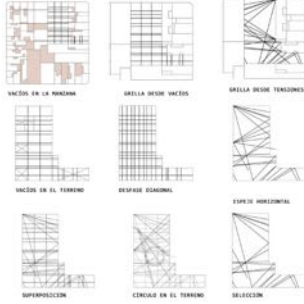 VACÍOS EN LA MANZANA
GRILLA DESDE VACÍOS
GRILLA DESDE TENSIONES
VACÍOS EN EL TERRENO
DESFASE DIAGONAL
ESPEJE HORIZONTAL
SUPERPOSICIÓN
CÍRCULO EN EL TERRENO
SELECCIÓN